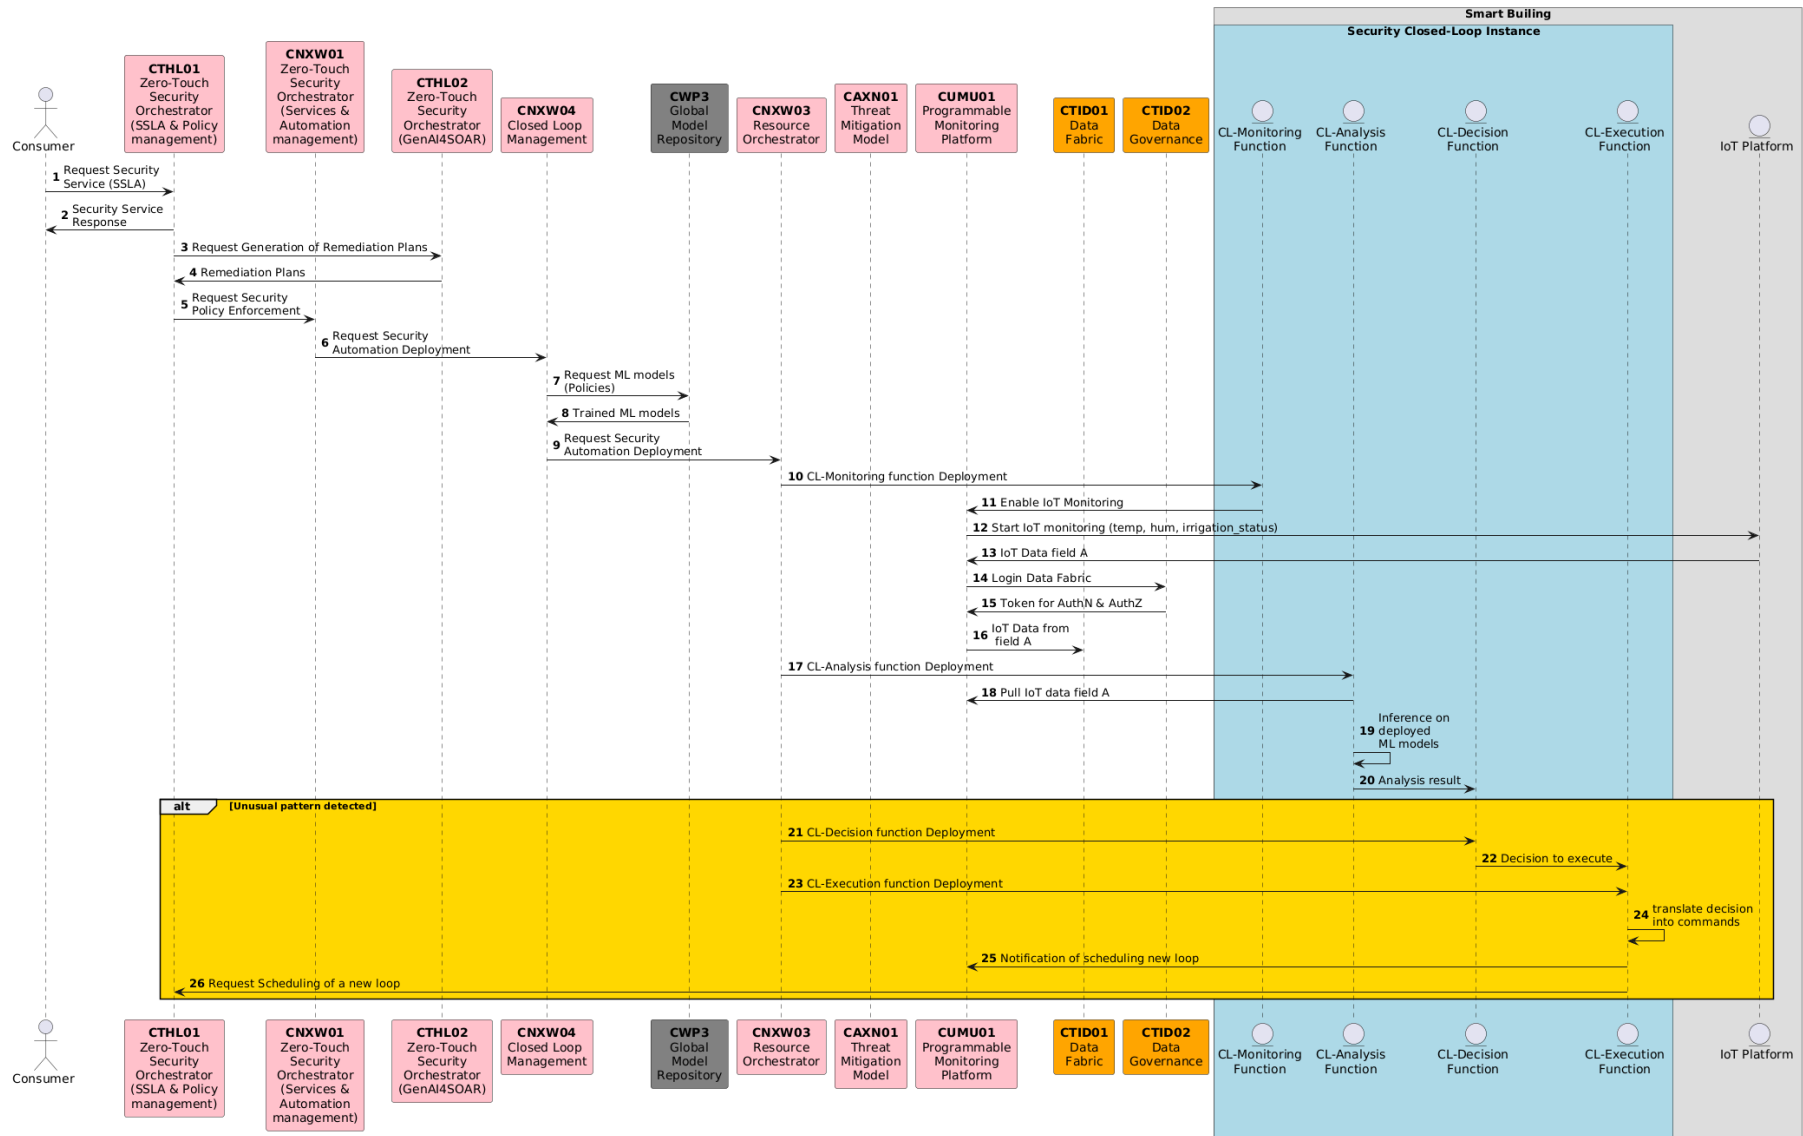 Smart Builing
Security Closed-Loop Instance
Consumer
CTHL01
Zero-Touch
Security
Orchestrator
(SSLA & Policy
management)
CNXW01
Zero-Touch
Security
Orchestrator
(Services &
Automation
management)
CTHL02
Zero-Touch
Security
Orchestrator
(GenAI4SOAR)
CNXW04
Closed Loop
Management
CWP3
Global
Model
Repository
CNXW03
Resource
Orchestrator
CAXN01
Threat
Mitigation
Model
CUMU01
Programmable
Monitoring
Platform
CTID01
Data
Fabric
CTID02
Data
Governance
CL-Monitoring
Function
CL-Analysis
Function
CL-Decision
Function
CL-Execution
Function
IoT Platform
1 Request Security
Service (SSLA)
2 Security Service
Response
3 Request Generation of Remediation Plans
4 Remediation Plans
5 Request Security
Policy Enforcement
6 Request Security
Automation Deployment
7 Request ML models
(Policies)
8 Trained ML models
9 Request Security
Automation Deployment
10 CL-Monitoring function Deployment
11 Enable IoT Monitoring
12 Start IoT monitoring (temp, hum, irrigation_status)
13 IoT Data field A
14 Login Data Fabric
15 Token for AuthN & AuthZ
16 IoT Data from
field A
17 CL-Analysis function Deployment
18 Pull IoT data field A
19 Inference on
deployed
ML models
20 Analysis result
alt [Unusual pattern detected]
21 CL-Decision function Deployment
22 Decision to execute
23 CL-Execution function Deployment
24 translate decision
into commands
25 Notification of scheduling new loop
26 Request Scheduling of a new loop
Consumer
CTHL01
Zero-Touch
Security
Orchestrator
(SSLA & Policy
management)
CNXW01
Zero-Touch
Security
Orchestrator
(Services &
Automation
management)
CTHL02
Zero-Touch
Security
Orchestrator
(GenAI4SOAR)
CNXW04
Closed Loop
Management
CWP3
Global
Model
Repository
CNXW03
Resource
Orchestrator
CAXN01
Threat
Mitigation
Model
CUMU01
Programmable
Monitoring
Platform
CTID01
Data
Fabric
CTID02
Data
Governance
CL-Monitoring
Function
CL-Analysis
Function
CL-Decision
Function
CL-Execution
Function
IoT Platform